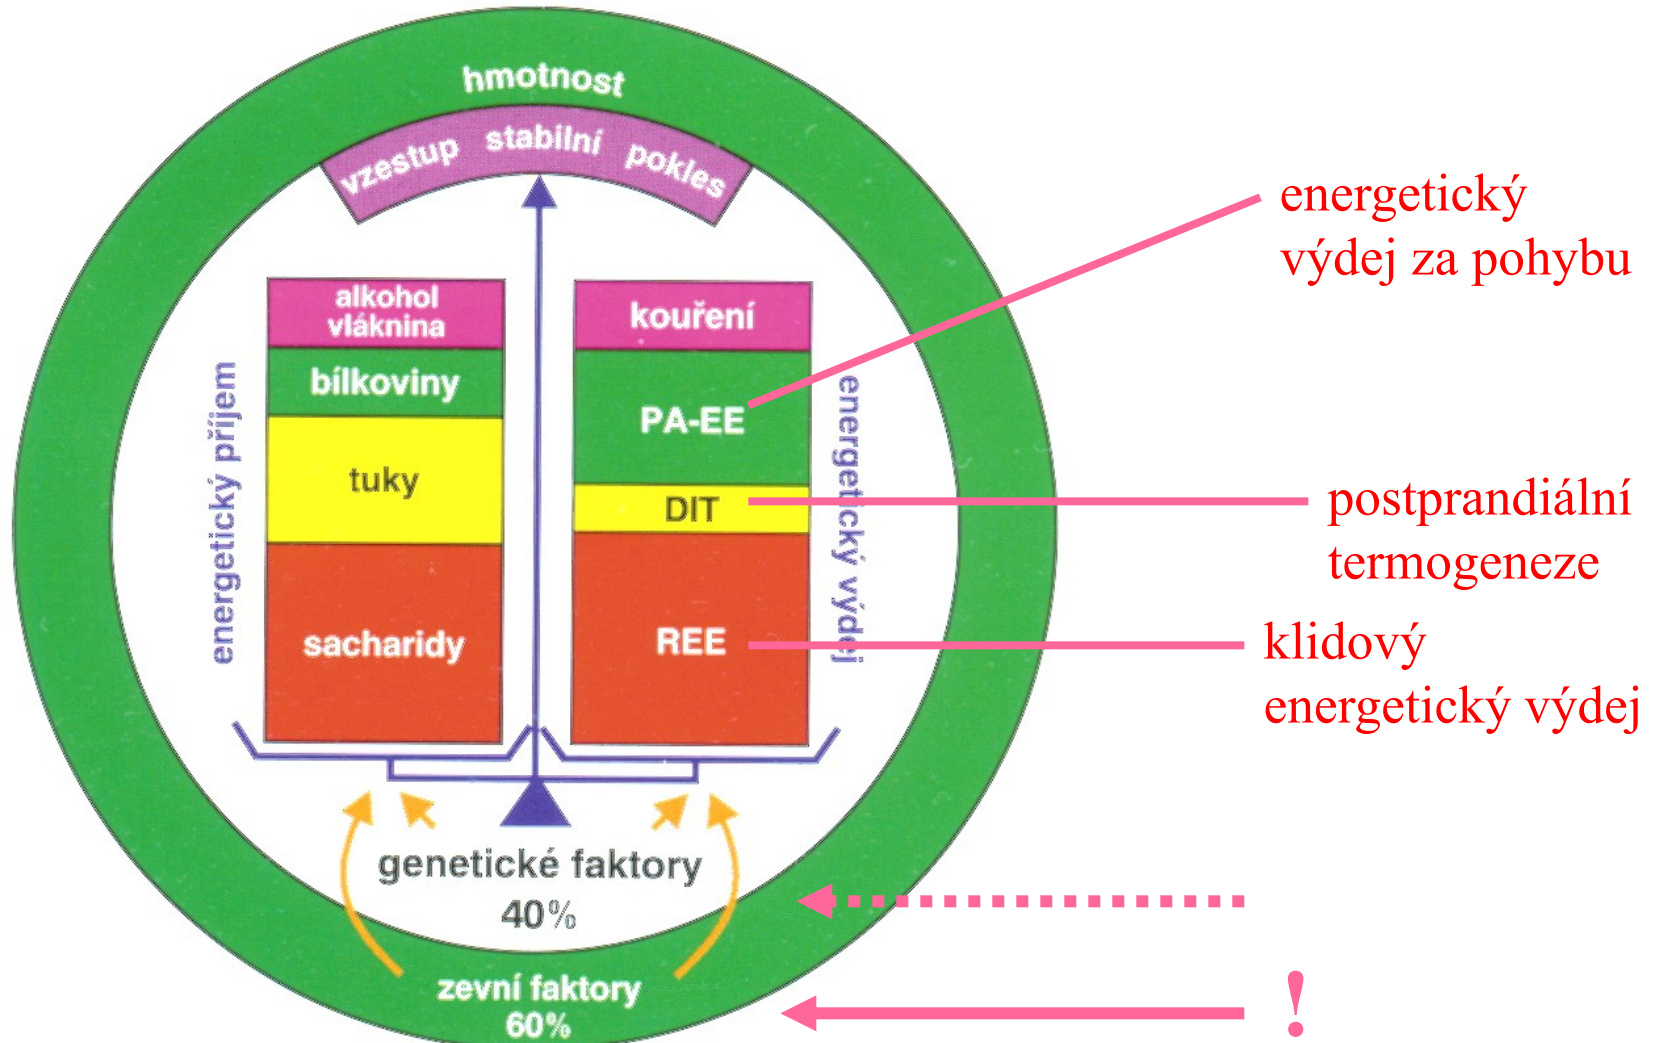 hmotnost
vzestup stabilní pokles
energetický
výdej za pohybu
alkohol
vláknina
kouření
bílkoviny
PA-EE
tuky
DIT
postprandiální
termogeneze
sacharidy
REE
klidový
energetický výdej
energetický příjem
energetický výdej
genetické faktory
40%
zevní faktory
60%
!